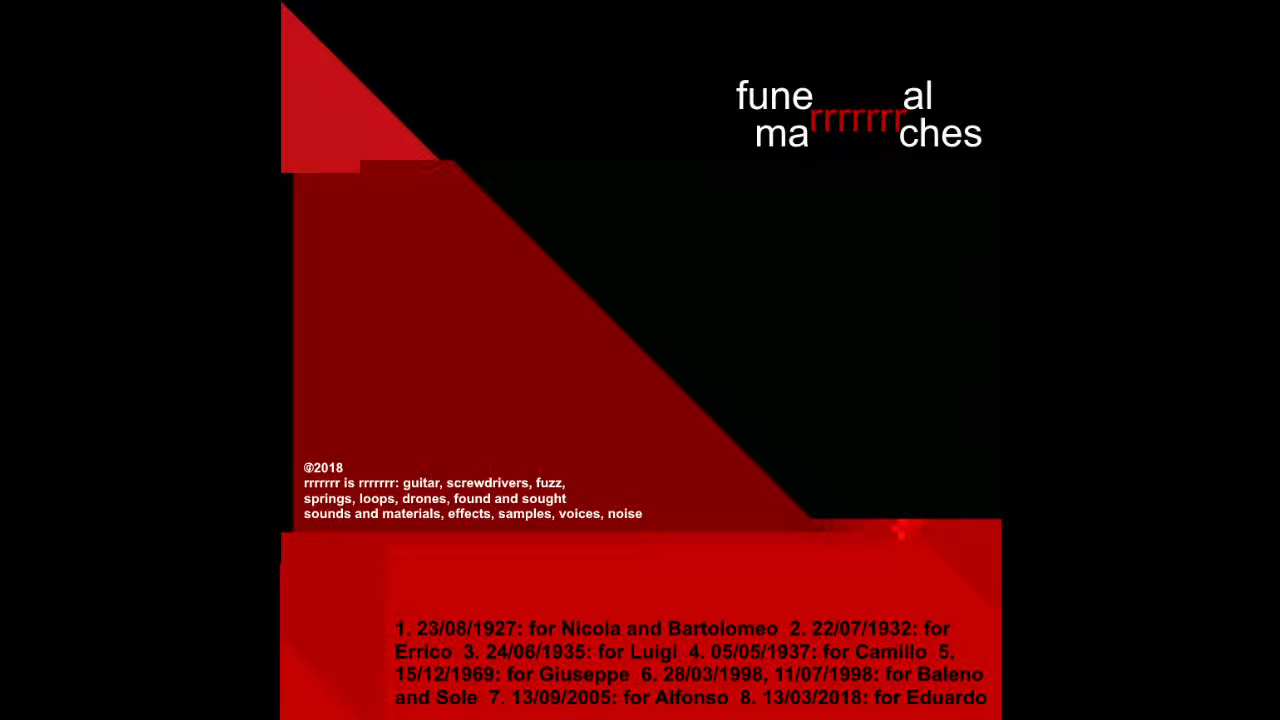 fune al
rrrrrrr
ma ches
@2018
rrrrrrr is rrrrrrr: guitar, screwdrivers, fuzz,
springs, loops, drones, found and sought
sounds and materials, effects, samples, voices, noise
1. 23/08/1927: for Nicola and Bartolomeo 2. 22/07/1932: for
Errico 3. 24/06/1935: for Luigi 4. 05/05/1937: for Camillo 5.
15/12/1969: for Giuseppe 6. 28/03/1998, 11/07/1998: for Baleno
and Sole 7. 13/09/2005: for Alfonso 8. 13/03/2018: for Eduardo